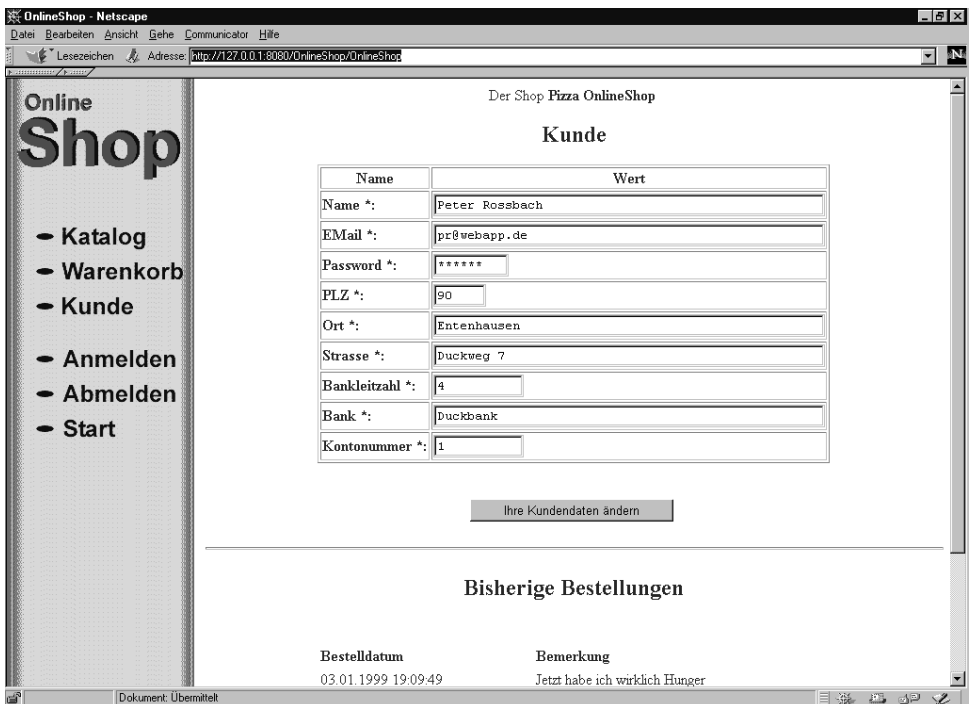 OnlineShop - Netscape
Datei Bearbeiten Ansicht Gehe Communicator Hilfe
Lesezeichen Adresse: http://127.0.0.1:8080/OnlineShop/OnlineShop
N
Online
Shop
Katalog
Warenkorb
Kunde
Anmelden
Abmelden
Start
Der Shop Pizza OnlineShop
Kunde
Name Wert
Name *: Peter Rossbach
EMail *: pr@webapp.de
Password *: ******
PLZ *: 90
Ort *: Entenhausen
Strasse *: Duckweg 7
Bankleitzahl *: 4
Bank *: Duckbank
Kontonummer *: 1
Ihre Kundendaten ändern
Bisherige Bestellungen
Bestelldatum Bemerkung
03.01.1999 19:09:49 Jetzt habe ich wirklich Hunger
Dokument: Übermittelt